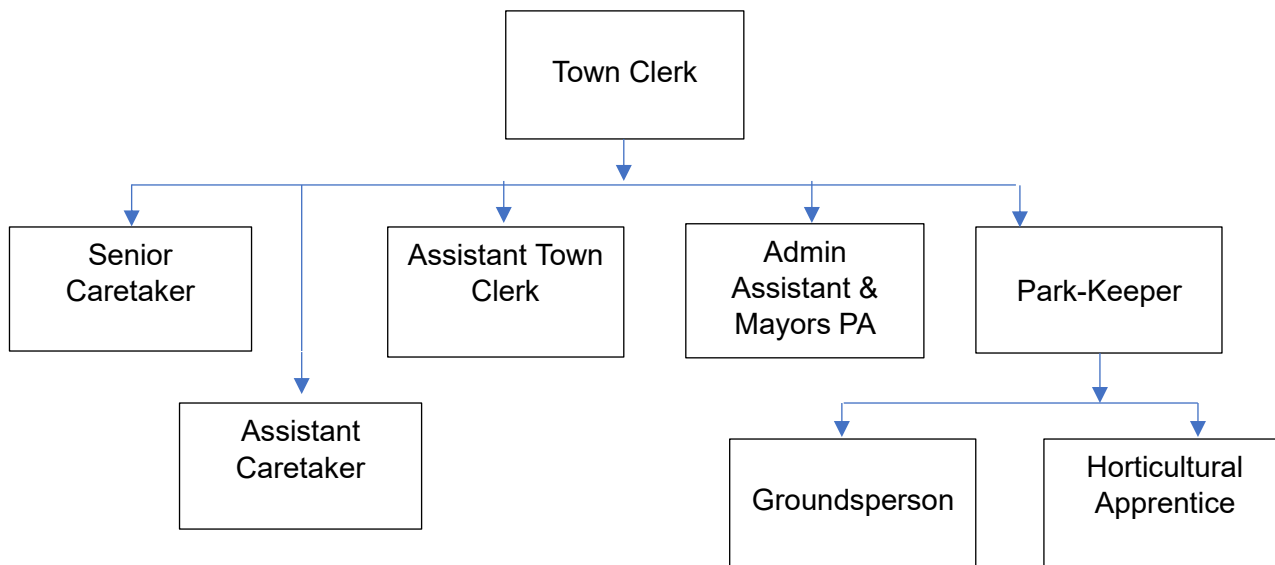 Town Clerk
Senior
Caretaker
Assistant Town
Clerk
Admin
Assistant &
Mayors PA
Park-Keeper
Assistant
Caretaker
Groundsperson
Horticultural
Apprentice